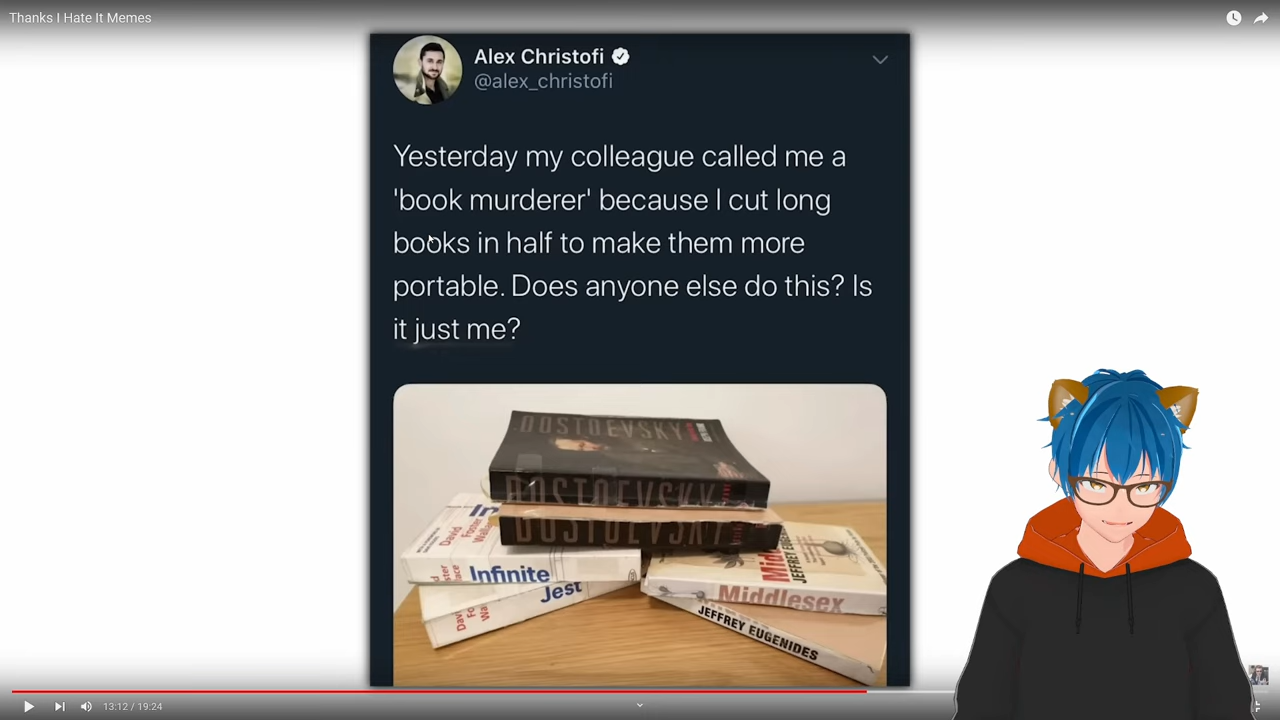 Thanks I Hate It Memes
Alex Christofi
@alex_christofi
Yesterday my colleague called me a
'book murderer' because I cut long
books in half to make them more
portable. Does anyone else do this? Is
it just me?
DOSTOEVSKY
DOSTOEVSKY
DOSTOEVSKY
David
Foster
Wallace
Infinite
Jest
Middlesex
JEFFREY EUGENIDES
13:12 / 19:24